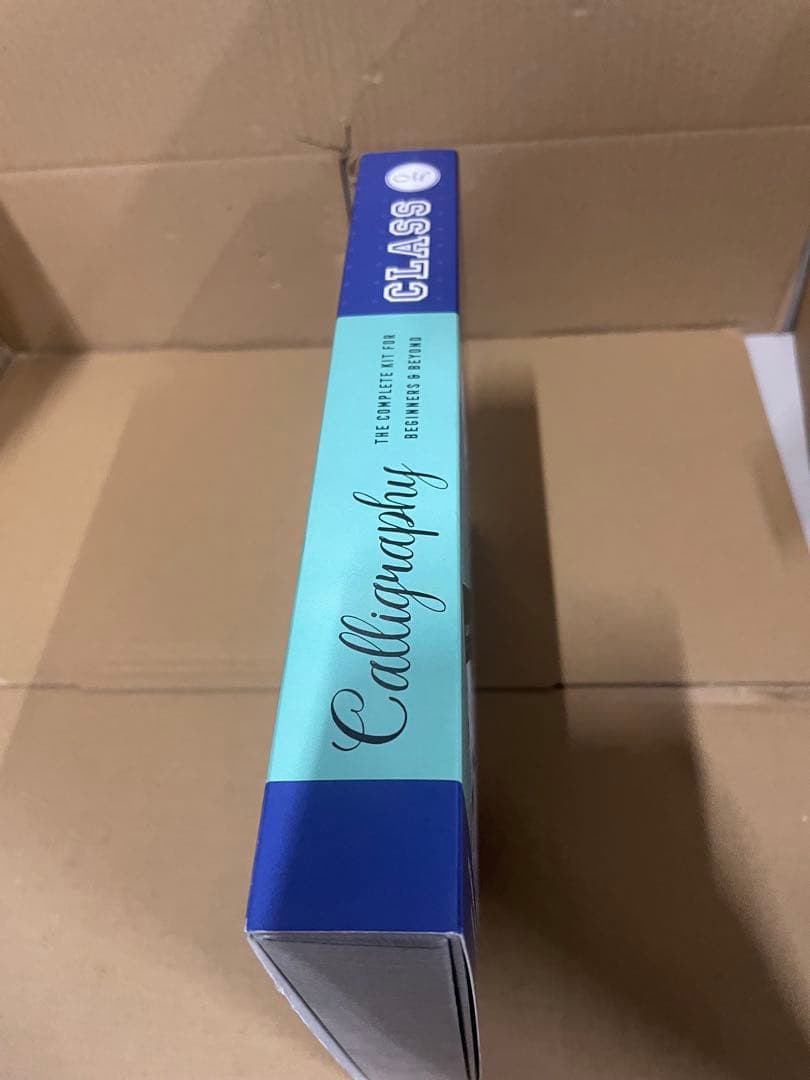 Calligraphy
THE COMPLETE KIT FOR
BEGINNERS & BEYOND
CLASS